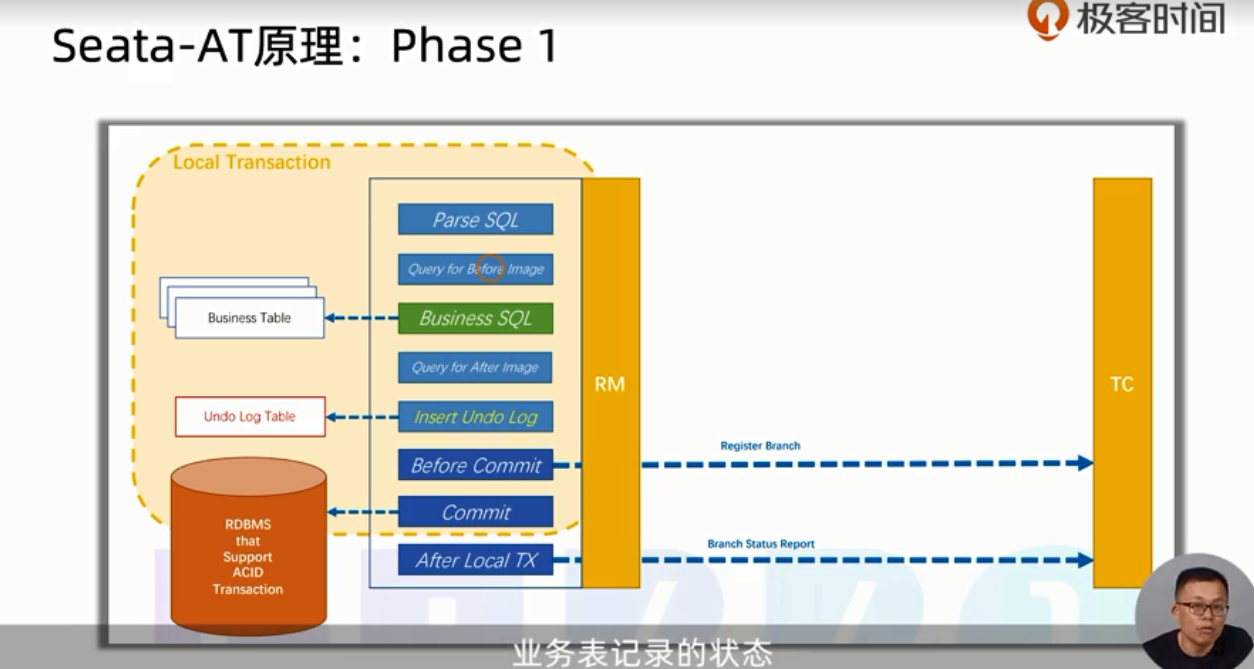 极客时间
Seata-AT原理：Phase 1
Local Transaction
Parse SQL
Query for Before Image
Business Table
Business SQL
Query for After Image
RM
TC
Undo Log Table
Insert Undo Log
Register Branch
Before Commit
Commit
RDBMS
that
Support
ACID
Transaction
Branch Status Report
After Local TX
业务表记录的状态